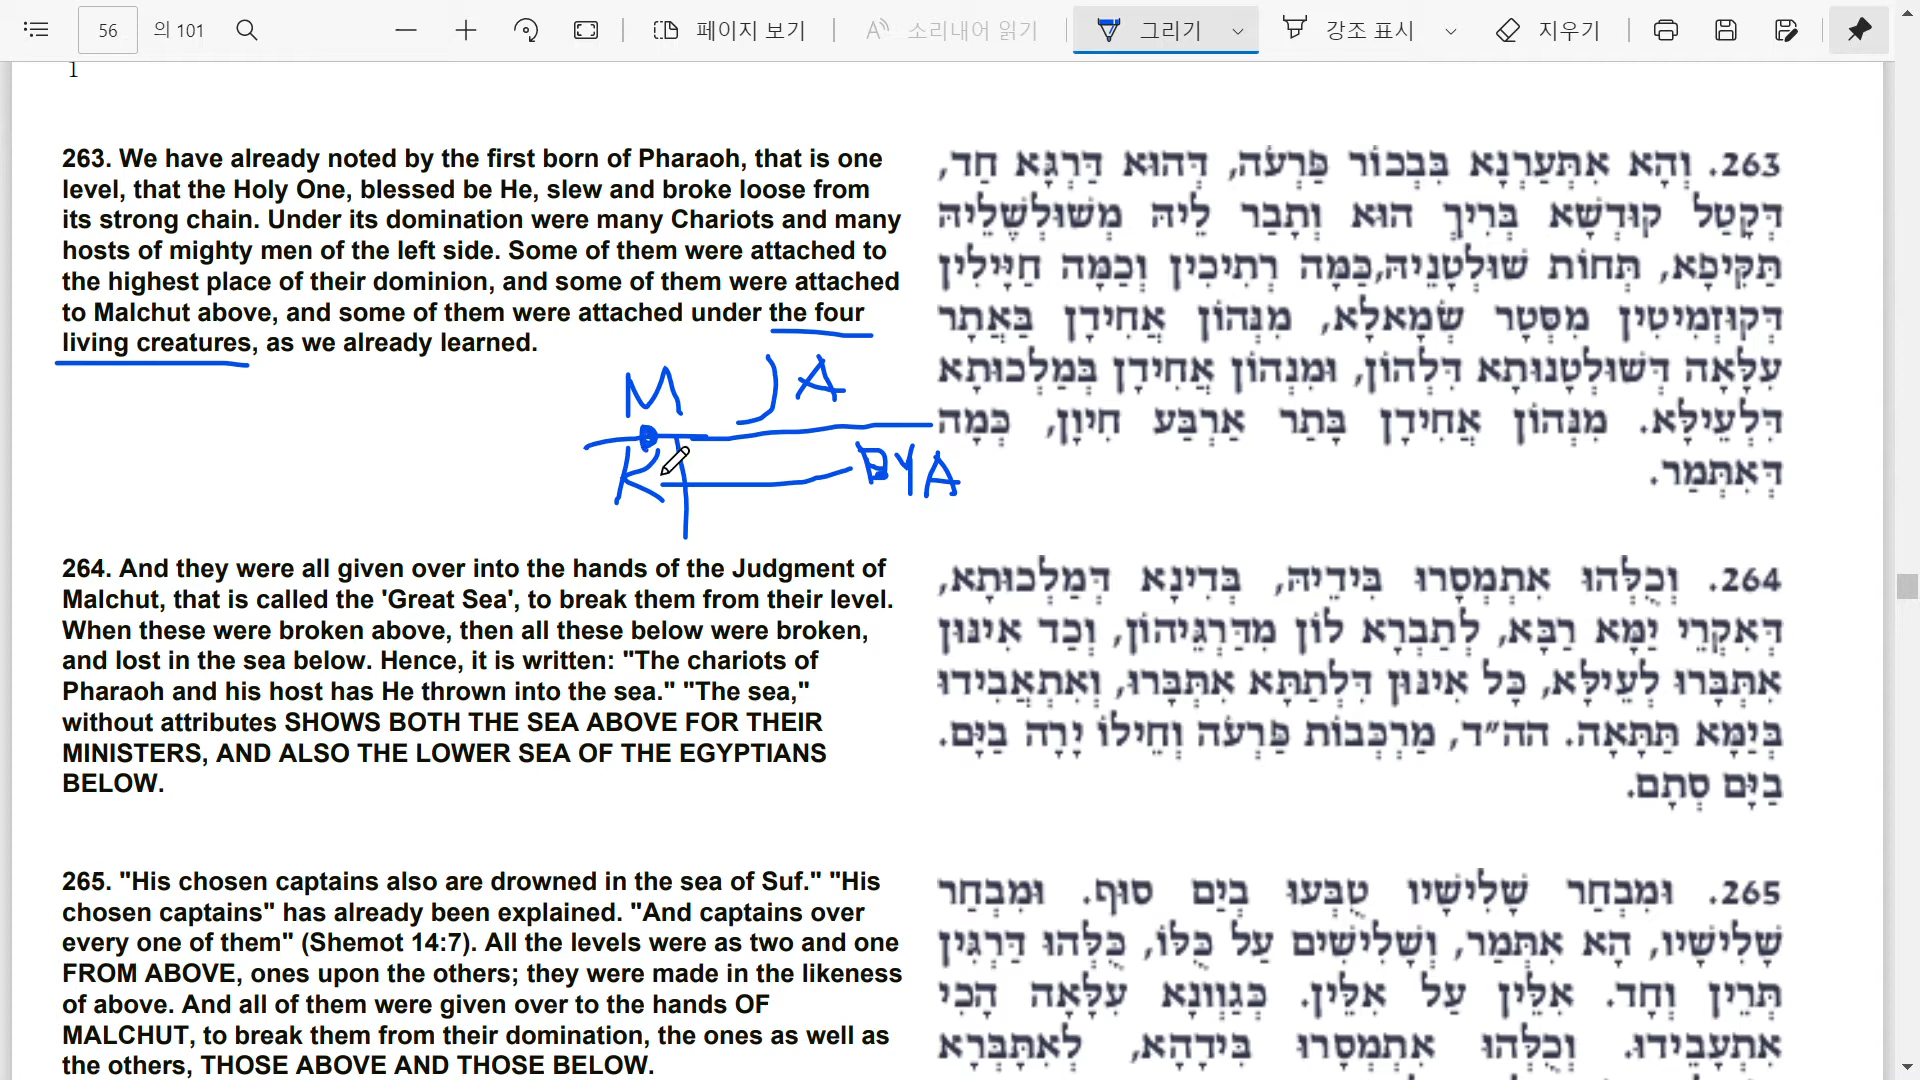 56 의 101 페이지 보기 소리내어 읽기 그리기 강조 표시 지우기
1
263. We have already noted by the first born of Pharaoh, that is one
level, that the Holy One, blessed be He, slew and broke loose from
its strong chain. Under its domination were many Chariots and many
hosts of mighty men of the left side. Some of them were attached to
the highest place of their dominion, and some of them were attached
to Malchut above, and some of them were attached under the four
living creatures, as we already learned.
263. וְהָא אִתְּעַרְנָא בִּבְכוֹר פַּרְעֹה, דְּהוּא דַּרְגָּא חַד,
דְּקָטַל קוּדְשָׁא בְּרִיךְ הוּא וְתָבַר לֵיהּ מְשׁוּלְשְׁלֵיהּ
תַּקִּיפָא, תְּחוֹת שׁוּלְטָנֵיהּ,כַּמָּה רְתִיכִין וְכַמָּה חַיָּילִין
דְּקוּזְמִיטִין מִסְּטָר שְׂמָאלָא, מִנְּהוֹן אֲחִידָן בַּאֲתָר
עִלָּאָה דְּשׁוּלְטָנוּתָא דִּלְהוֹן, וּמִנְּהוֹן אֲחִידָן בְּמַלְכוּתָא
דִּלְעֵילָּא. מִנְּהוֹן אֲחִידָן בָּתַר אַרְבַּע חִיוָן, כְּמָה
דְּאִתְּמַר.
M A
K BYA
264. And they were all given over into the hands of the Judgment of
Malchut, that is called the 'Great Sea', to break them from their level.
When these were broken above, then all these below were broken,
and lost in the sea below. Hence, it is written: "The chariots of
Pharaoh and his host has He thrown into the sea." "The sea,"
without attributes SHOWS BOTH THE SEA ABOVE FOR THEIR
MINISTERS, AND ALSO THE LOWER SEA OF THE EGYPTIANS
BELOW.
264. וְכֻלְּהוּ אִתְמְסָרוּ בִּידֵיהּ, בְּדִינָא דְּמַלְכוּתָא,
דְּאִקְרֵי יַמָּא רַבָּא, לְתַבְרָא לוֹן מִדַּרְגֵּיהוֹן, וְכַד אִינּוּן
אִתְּבָּרוּ לְעֵילָּא, כָּל אִינּוּן דִּלְתַתָּא אִתְּבָּרוּ, וְאִתְאֲבִידוּ
בְּיַמָּא תַּתָּאָה. הה״ד, מַרְכְּבוֹת פַּרְעֹה וְחֵילוֹ יָרָה בַיָּם.
בַּיָּם סְתָם.
265. "His chosen captains also are drowned in the sea of Suf." "His
chosen captains" has already been explained. "And captains over
every one of them" (Shemot 14:7). All the levels were as two and one
FROM ABOVE, ones upon the others; they were made in the likeness
of above. And all of them were given over to the hands OF
MALCHUT, to break them from their domination, the ones as well as
the others, THOSE ABOVE AND THOSE BELOW.
265. וּמִבְחַר שָׁלִישָׁיו טֻבְּעוּ בְיַם סוּף. וּמִבְחַר
שָׁלִישָׁיו, הָא אִתְּמַר, וְשָׁלִישִׁים עַל כֻּלּוֹ, כֻּלְּהוּ דַּרְגִּין
תְּרֵין וְחַד. אִלֵּין עַל אִלֵּין. כְּגַוְונָא עִלָּאָה הָכִי
אִתְעֲבִידוּ. וְכֻלְּהוּ אִתְמְסָרוּ בִּידָהָא, לְאִתַּבְּרָא